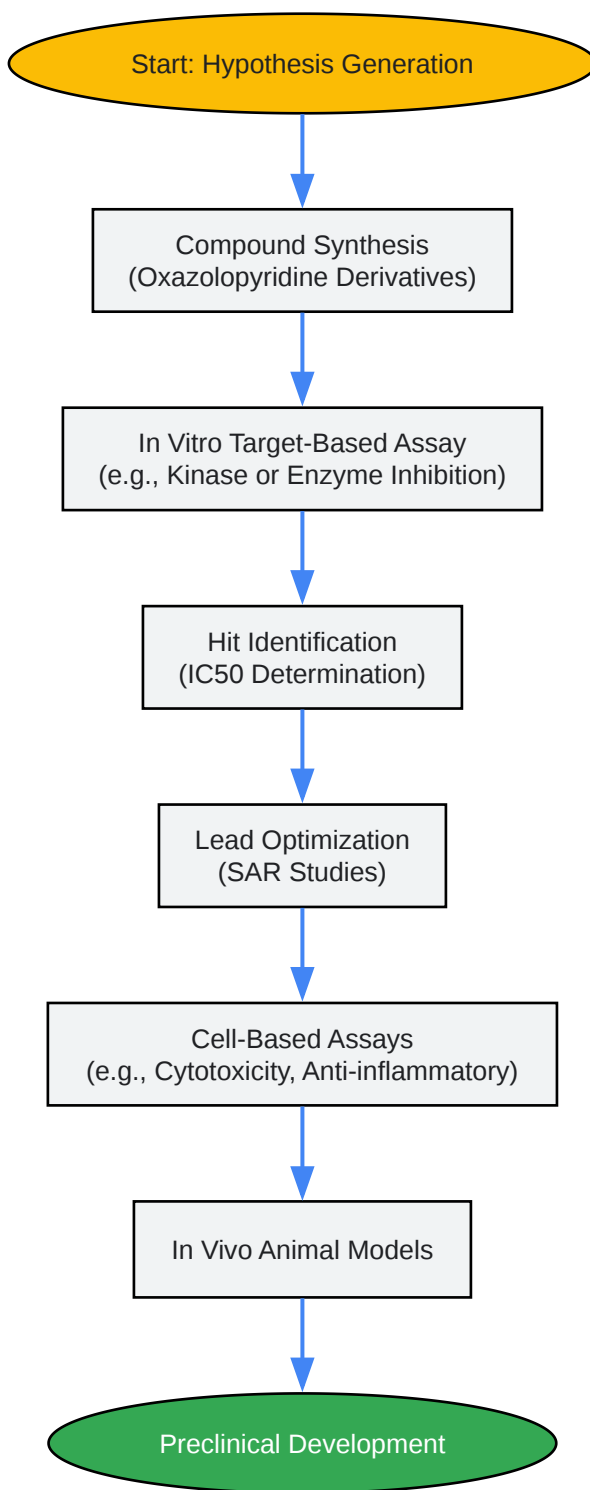 Start: Hypothesis Generation
Compound Synthesis
(Oxazolopyridine Derivatives)
In Vitro Target-Based Assay
(e.g., Kinase or Enzyme Inhibition)
Hit Identification
(IC50 Determination)
Lead Optimization
(SAR Studies)
Cell-Based Assays
(e.g., Cytotoxicity, Anti-inflammatory)
In Vivo Animal Models
Preclinical Development